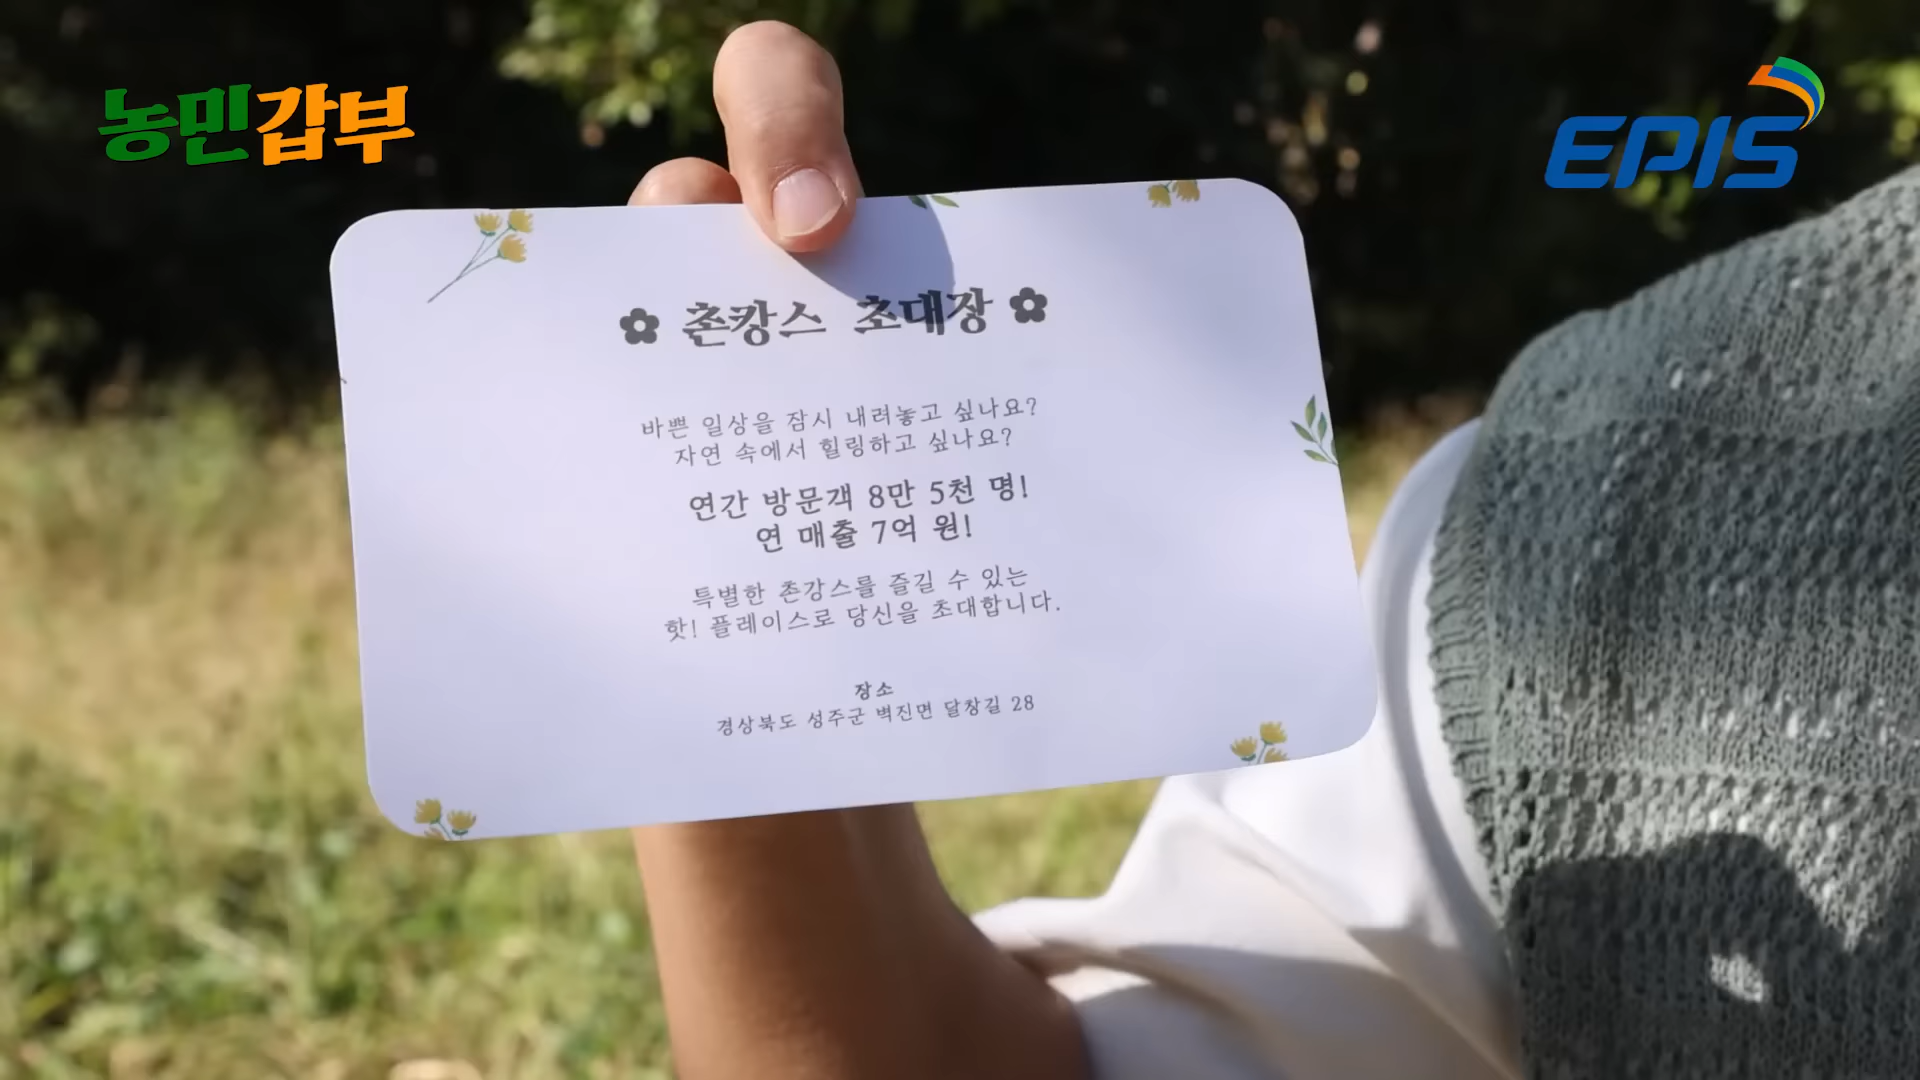 농민갑부
EPIS
✿ 촌캉스 초대장 ✿
바쁜 일상을 잠시 내려놓고 싶나요?
자연 속에서 힐링하고 싶나요?
연간 방문객 8만 5천 명!
연 매출 7억 원!
특별한 촌강스를 즐길 수 있는
핫! 플레이스로 당신을 초대합니다.
장소
경상북도 성주군 벽진면 달창길 28